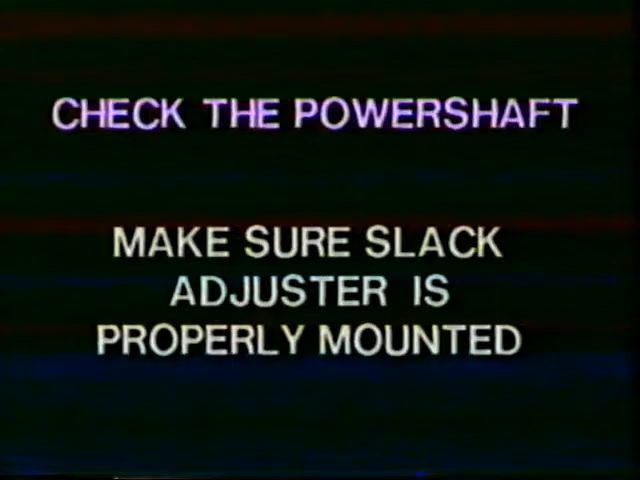 CHECK THE POWERSHAFT
MAKE SURE SLACK
ADJUSTER IS
PROPERLY MOUNTED